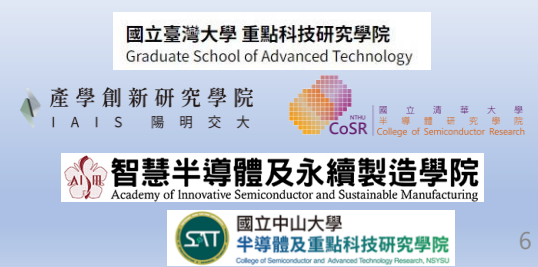 國立臺灣大學 重點科技研究學院
Graduate School of Advanced Technology
產學創新研究學院
IAIS 陽明交大
NTHU
CoSR
國立清華大學
半導體研究學院
College of Semiconductor Research
AISSM
智慧半導體及永續製造學院
Academy of Innovative Semiconductor and Sustainable Manufacturing
SAT
國立中山大學
半導體及重點科技研究學院
College of Semiconductor and Advanced Technology Research, NSYSU
6